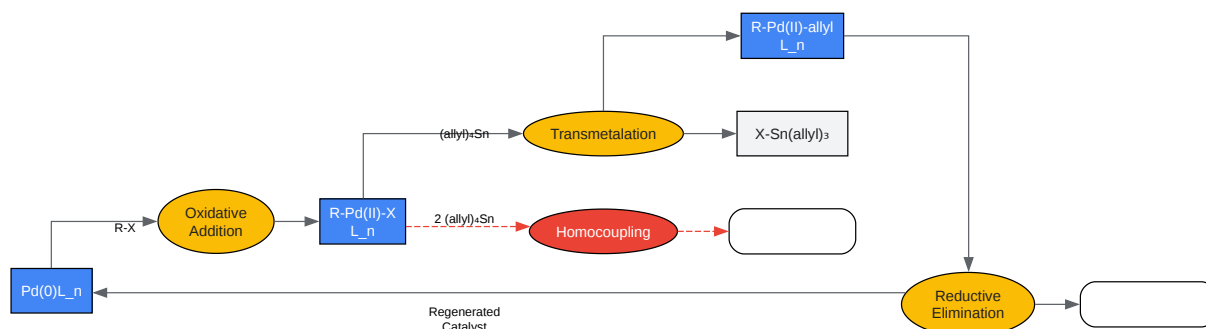 R-Pd(II)-allyl
L_n
(allyl)₄Sn
Transmetalation
X-Sn(allyl)₃
Oxidative
Addition
R-X
R-Pd(II)-X
L_n
2 (allyl)₄Sn
Homocoupling
Pd(0)L_n
Reductive
Elimination
Regenerated
Catalyst